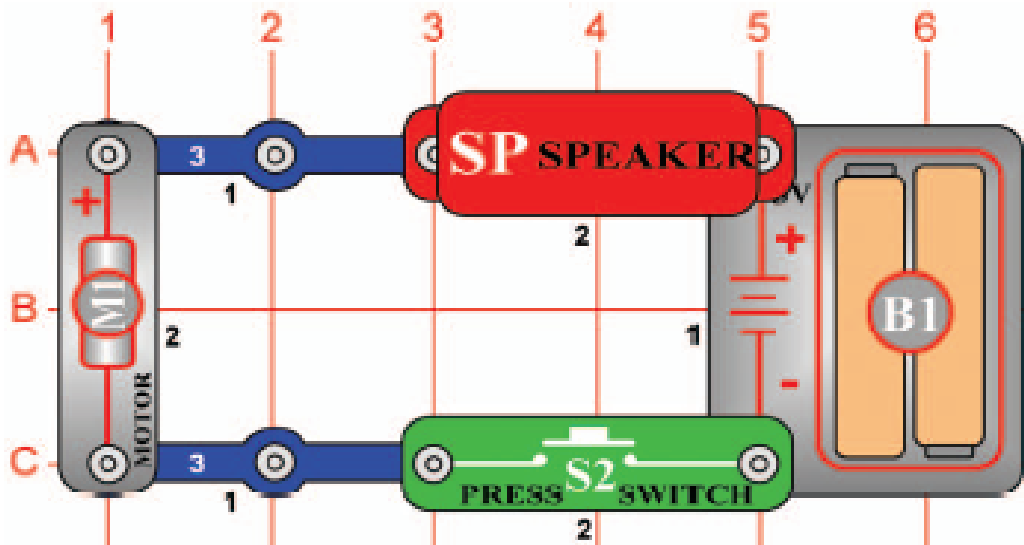 1 2 3 4 5 6
A 3 SP SPEAKER
1
3V
+ 2 +
B M1 B1
2 1
MOTOR -
C 3 S2
PRESS SWITCH
1 2